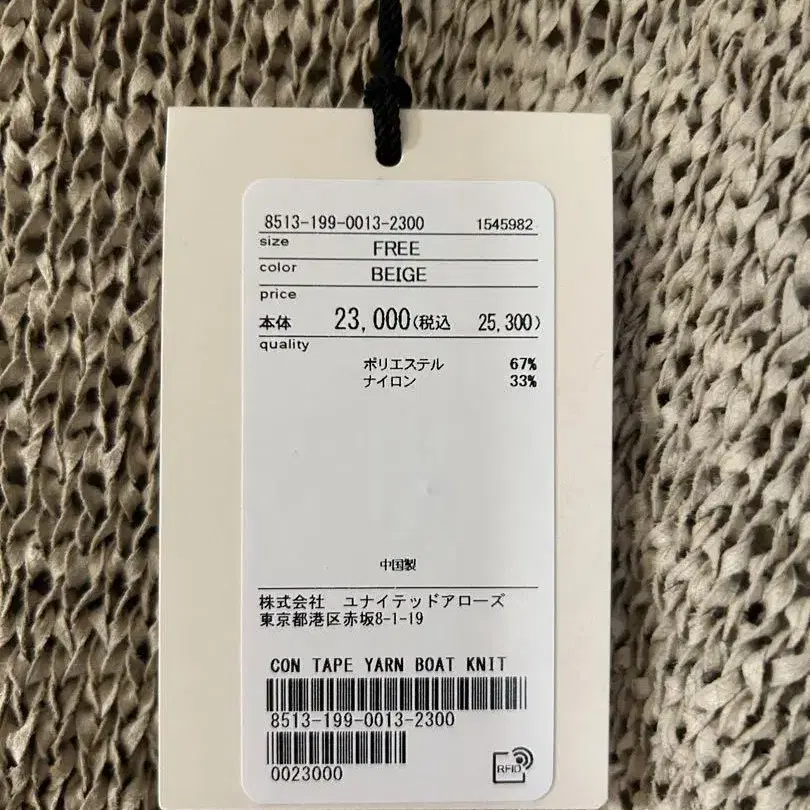 8513-199-0013-2300 1545982
size FREE
color BEIGE
price
本体 23,000(税込 25,300)
quality
ポリエステル 67%
ナイロン 33%
中国製
株式会社 ユナイテッドアローズ
東京都港区赤坂8-1-19
CON TAPE YARN BOAT KNIT
8513-199-0013-2300
0023000
RFID